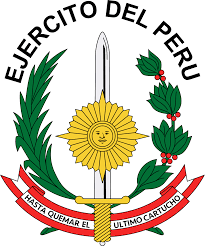 EJERCITO DEL PERU
HASTA QUEMAR EL ULTIMO CARTUCHO